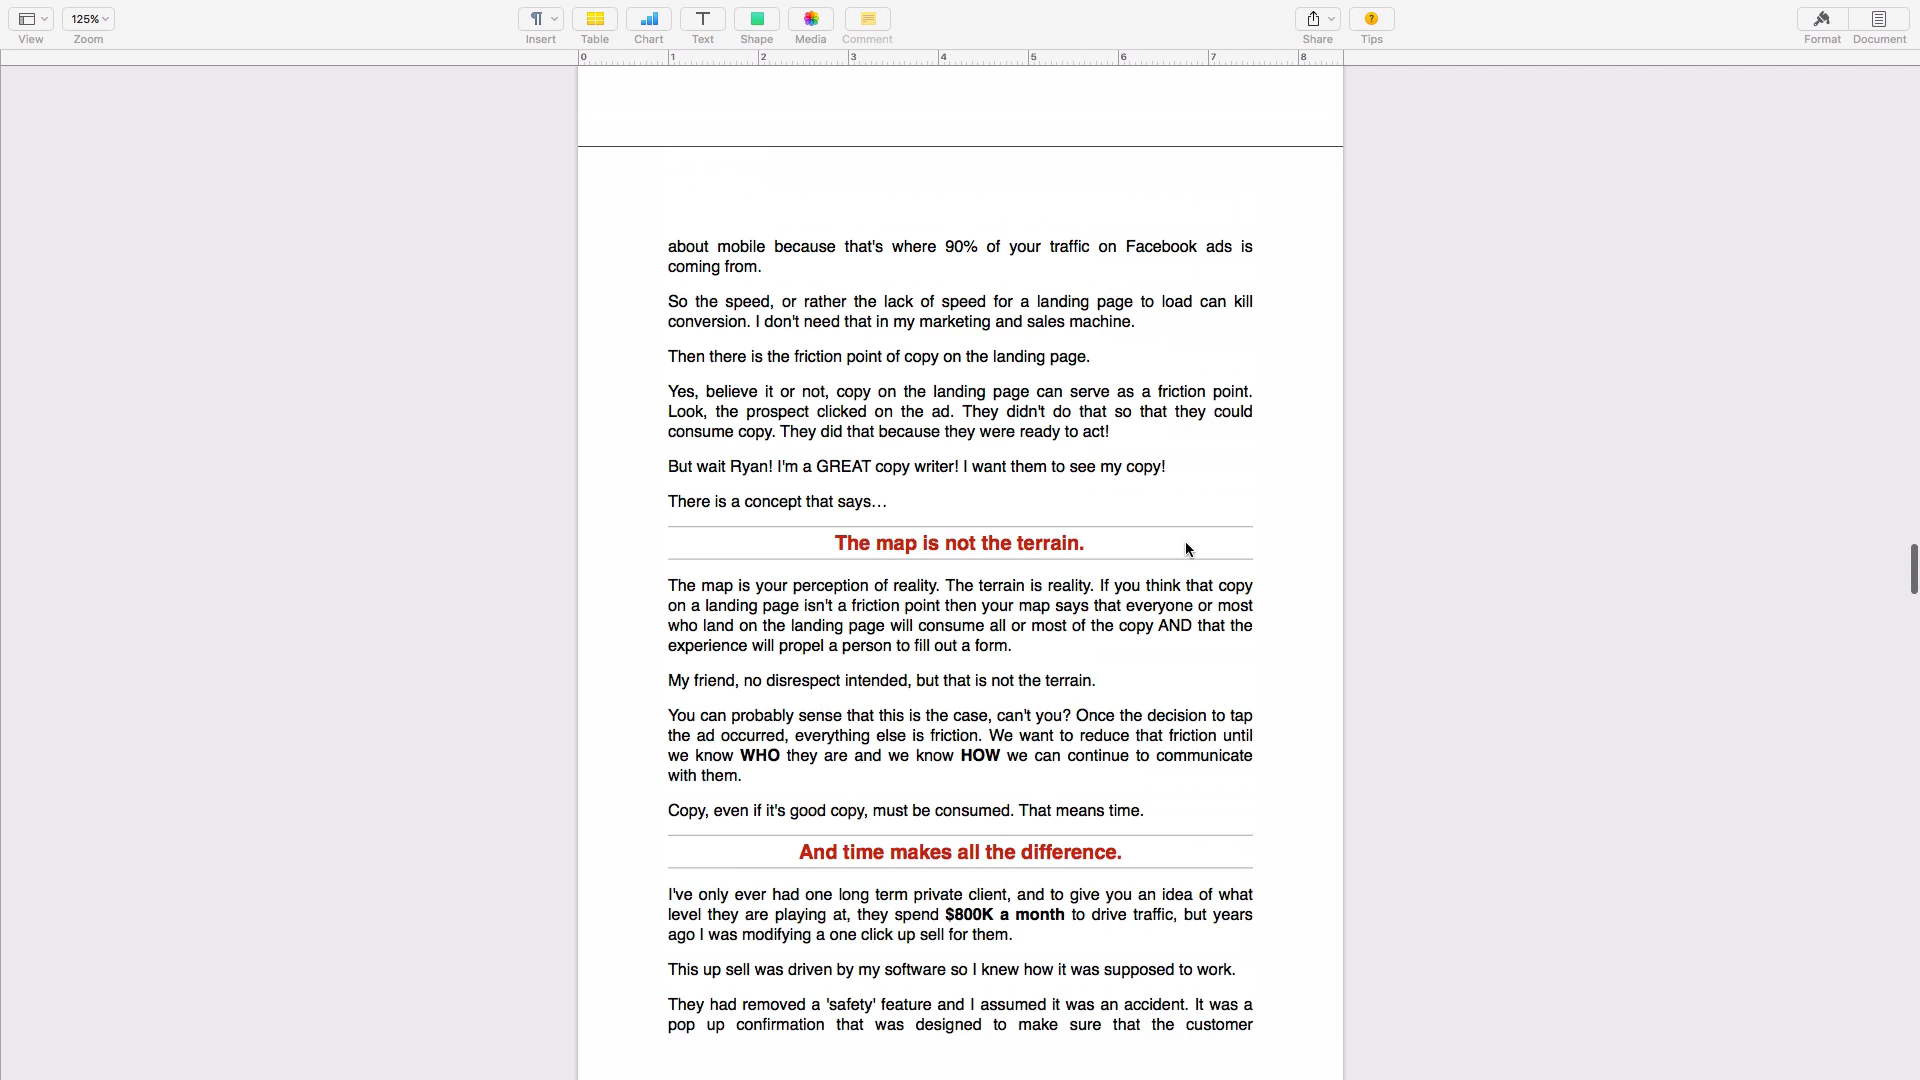 125%
View
Zoom
Insert
Table
Chart
Text
Shape
Media
Comment
Share
Tips
Format
Document
0 1 2 3 4 5 6 7 8
about mobile because that's where 90% of your traffic on Facebook ads is
coming from.
So the speed, or rather the lack of speed for a landing page to load can kill
conversion. I don't need that in my marketing and sales machine.
Then there is the friction point of copy on the landing page.
Yes, believe it or not, copy on the landing page can serve as a friction point.
Look, the prospect clicked on the ad. They didn't do that so that they could
consume copy. They did that because they were ready to act!
But wait Ryan! I'm a GREAT copy writer! I want them to see my copy!
There is a concept that says…
The map is not the terrain.
The map is your perception of reality. The terrain is reality. If you think that copy
on a landing page isn't a friction point then your map says that everyone or most
who land on the landing page will consume all or most of the copy AND that the
experience will propel a person to fill out a form.
My friend, no disrespect intended, but that is not the terrain.
You can probably sense that this is the case, can't you? Once the decision to tap
the ad occurred, everything else is friction. We want to reduce that friction until
we know WHO they are and we know HOW we can continue to communicate
with them.
Copy, even if it's good copy, must be consumed. That means time.
And time makes all the difference.
I've only ever had one long term private client, and to give you an idea of what
level they are playing at, they spend $800K a month to drive traffic, but years
ago I was modifying a one click up sell for them.
This up sell was driven by my software so I knew how it was supposed to work.
They had removed a 'safety' feature and I assumed it was an accident. It was a
pop up confirmation that was designed to make sure that the customer